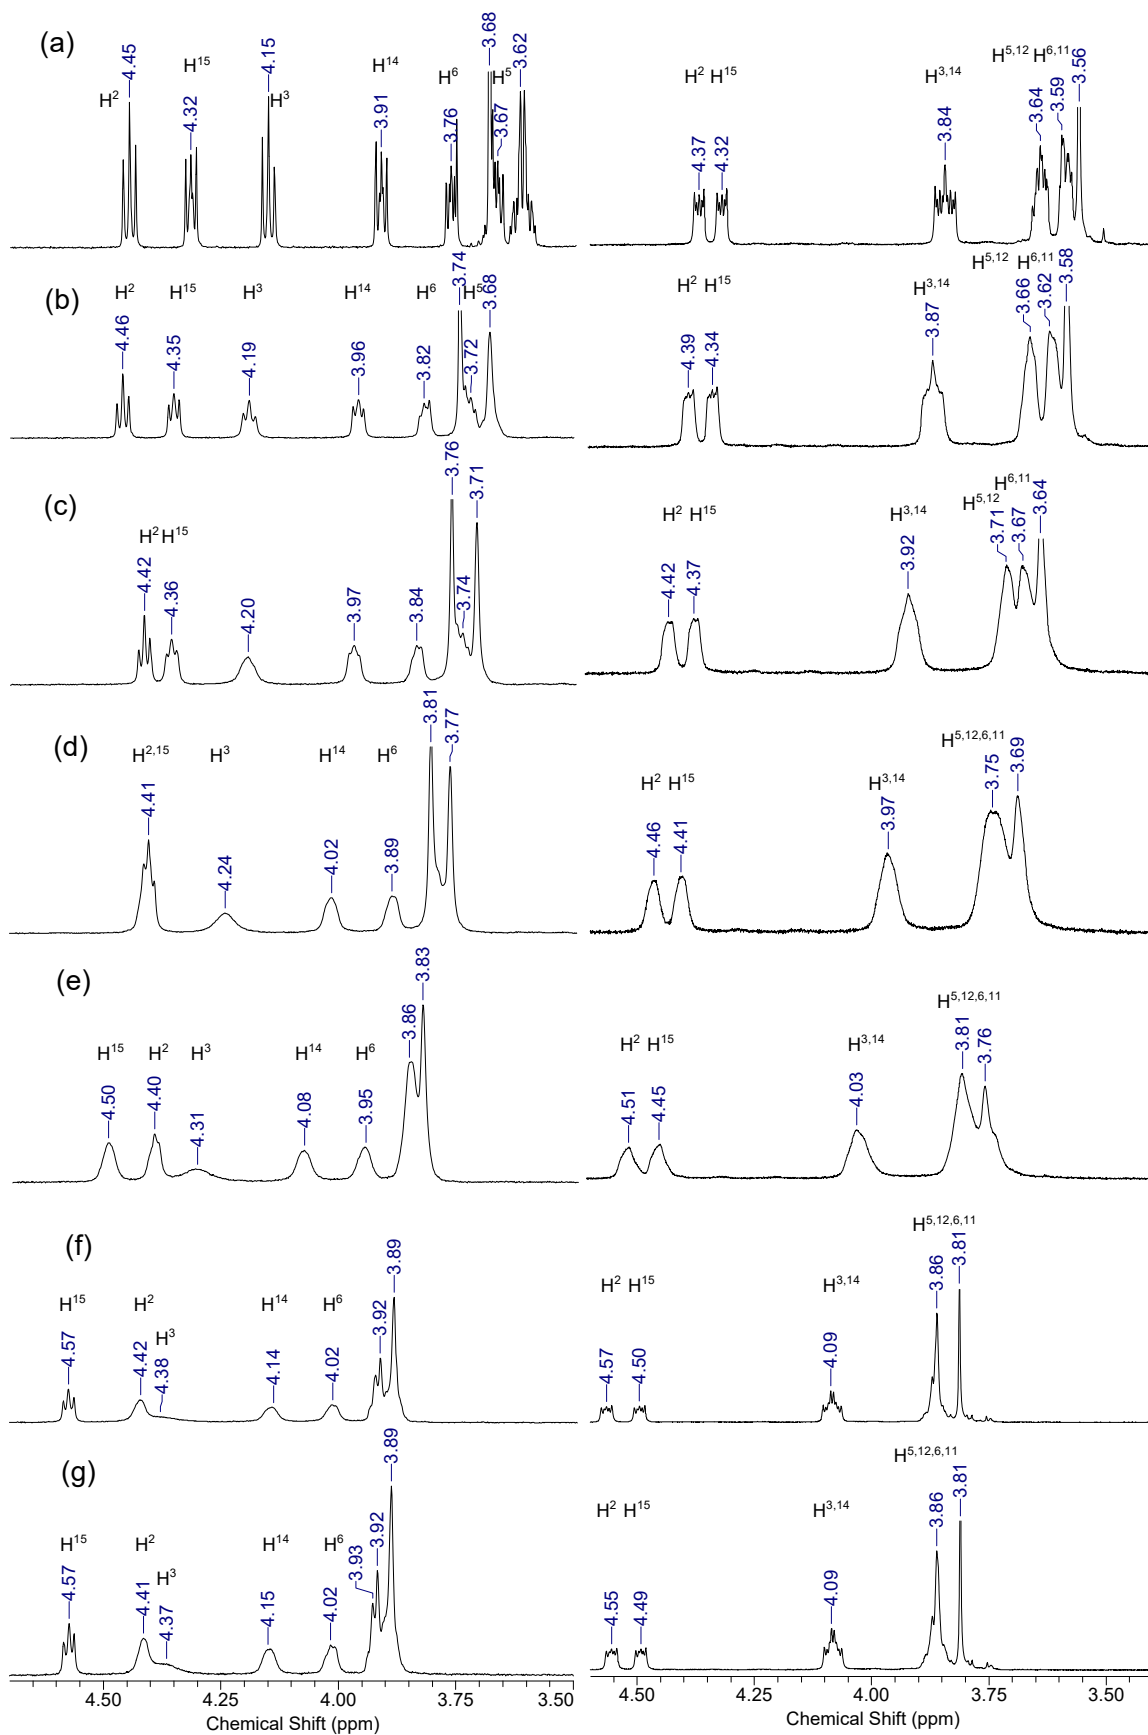 (a)
H² 4.45 H¹⁵ 4.32 4.15 H³ H¹⁴ 3.91 H⁶ 3.76 3.68 H⁵ 3.67 3.62
H² H¹⁵ 4.37 4.32 H³,¹⁴ 3.84 H⁵,¹² H⁶,¹¹ 3.64 3.59 3.56
(b)
H² H¹⁵ H³ H¹⁴ H⁶ H⁵
4.46 4.35 4.19 3.96 3.82 3.74 3.72 3.68
H² H¹⁵ H³,¹⁴ H⁵,¹² H⁶,¹¹
4.39 4.34 3.87 3.66 3.62 3.58
(c)
H² H¹⁵
4.42 4.36 4.20 3.97 3.84 3.76 3.74 3.71
H² H¹⁵ H³,¹⁴ H⁵,¹² H⁶,¹¹
4.42 4.37 3.92 3.71 3.67 3.64
(d)
H²,¹⁵ H³ H¹⁴ H⁶
4.41 4.24 4.02 3.89 3.81 3.77
H² H¹⁵ H³,¹⁴ H⁵,¹²,⁶,¹¹
4.46 4.41 3.97 3.75 3.69
(e)
H¹⁵ H² H³ H¹⁴ H⁶
4.50 4.40 4.31 4.08 3.95 3.86 3.83
H² H¹⁵ H³,¹⁴ H⁵,¹²,⁶,¹¹
4.51 4.45 4.03 3.81 3.76
(f)
H¹⁵ H² H³ H¹⁴ H⁶
4.57 4.42 4.38 4.14 4.02 3.92 3.89
H² H¹⁵ H³,¹⁴ H⁵,¹²,⁶,¹¹
4.57 4.50 4.09 3.86 3.81
(g)
H¹⁵ H² H³ H¹⁴ H⁶
4.57 4.41 4.37 4.15 4.02 3.93 3.92 3.89
H² H¹⁵ H³,¹⁴ H⁵,¹²,⁶,¹¹
4.55 4.49 4.09 3.86 3.81
4.50 4.25 4.00 3.75 3.50
Chemical Shift (ppm)
4.50 4.25 4.00 3.75 3.50
Chemical Shift (ppm)